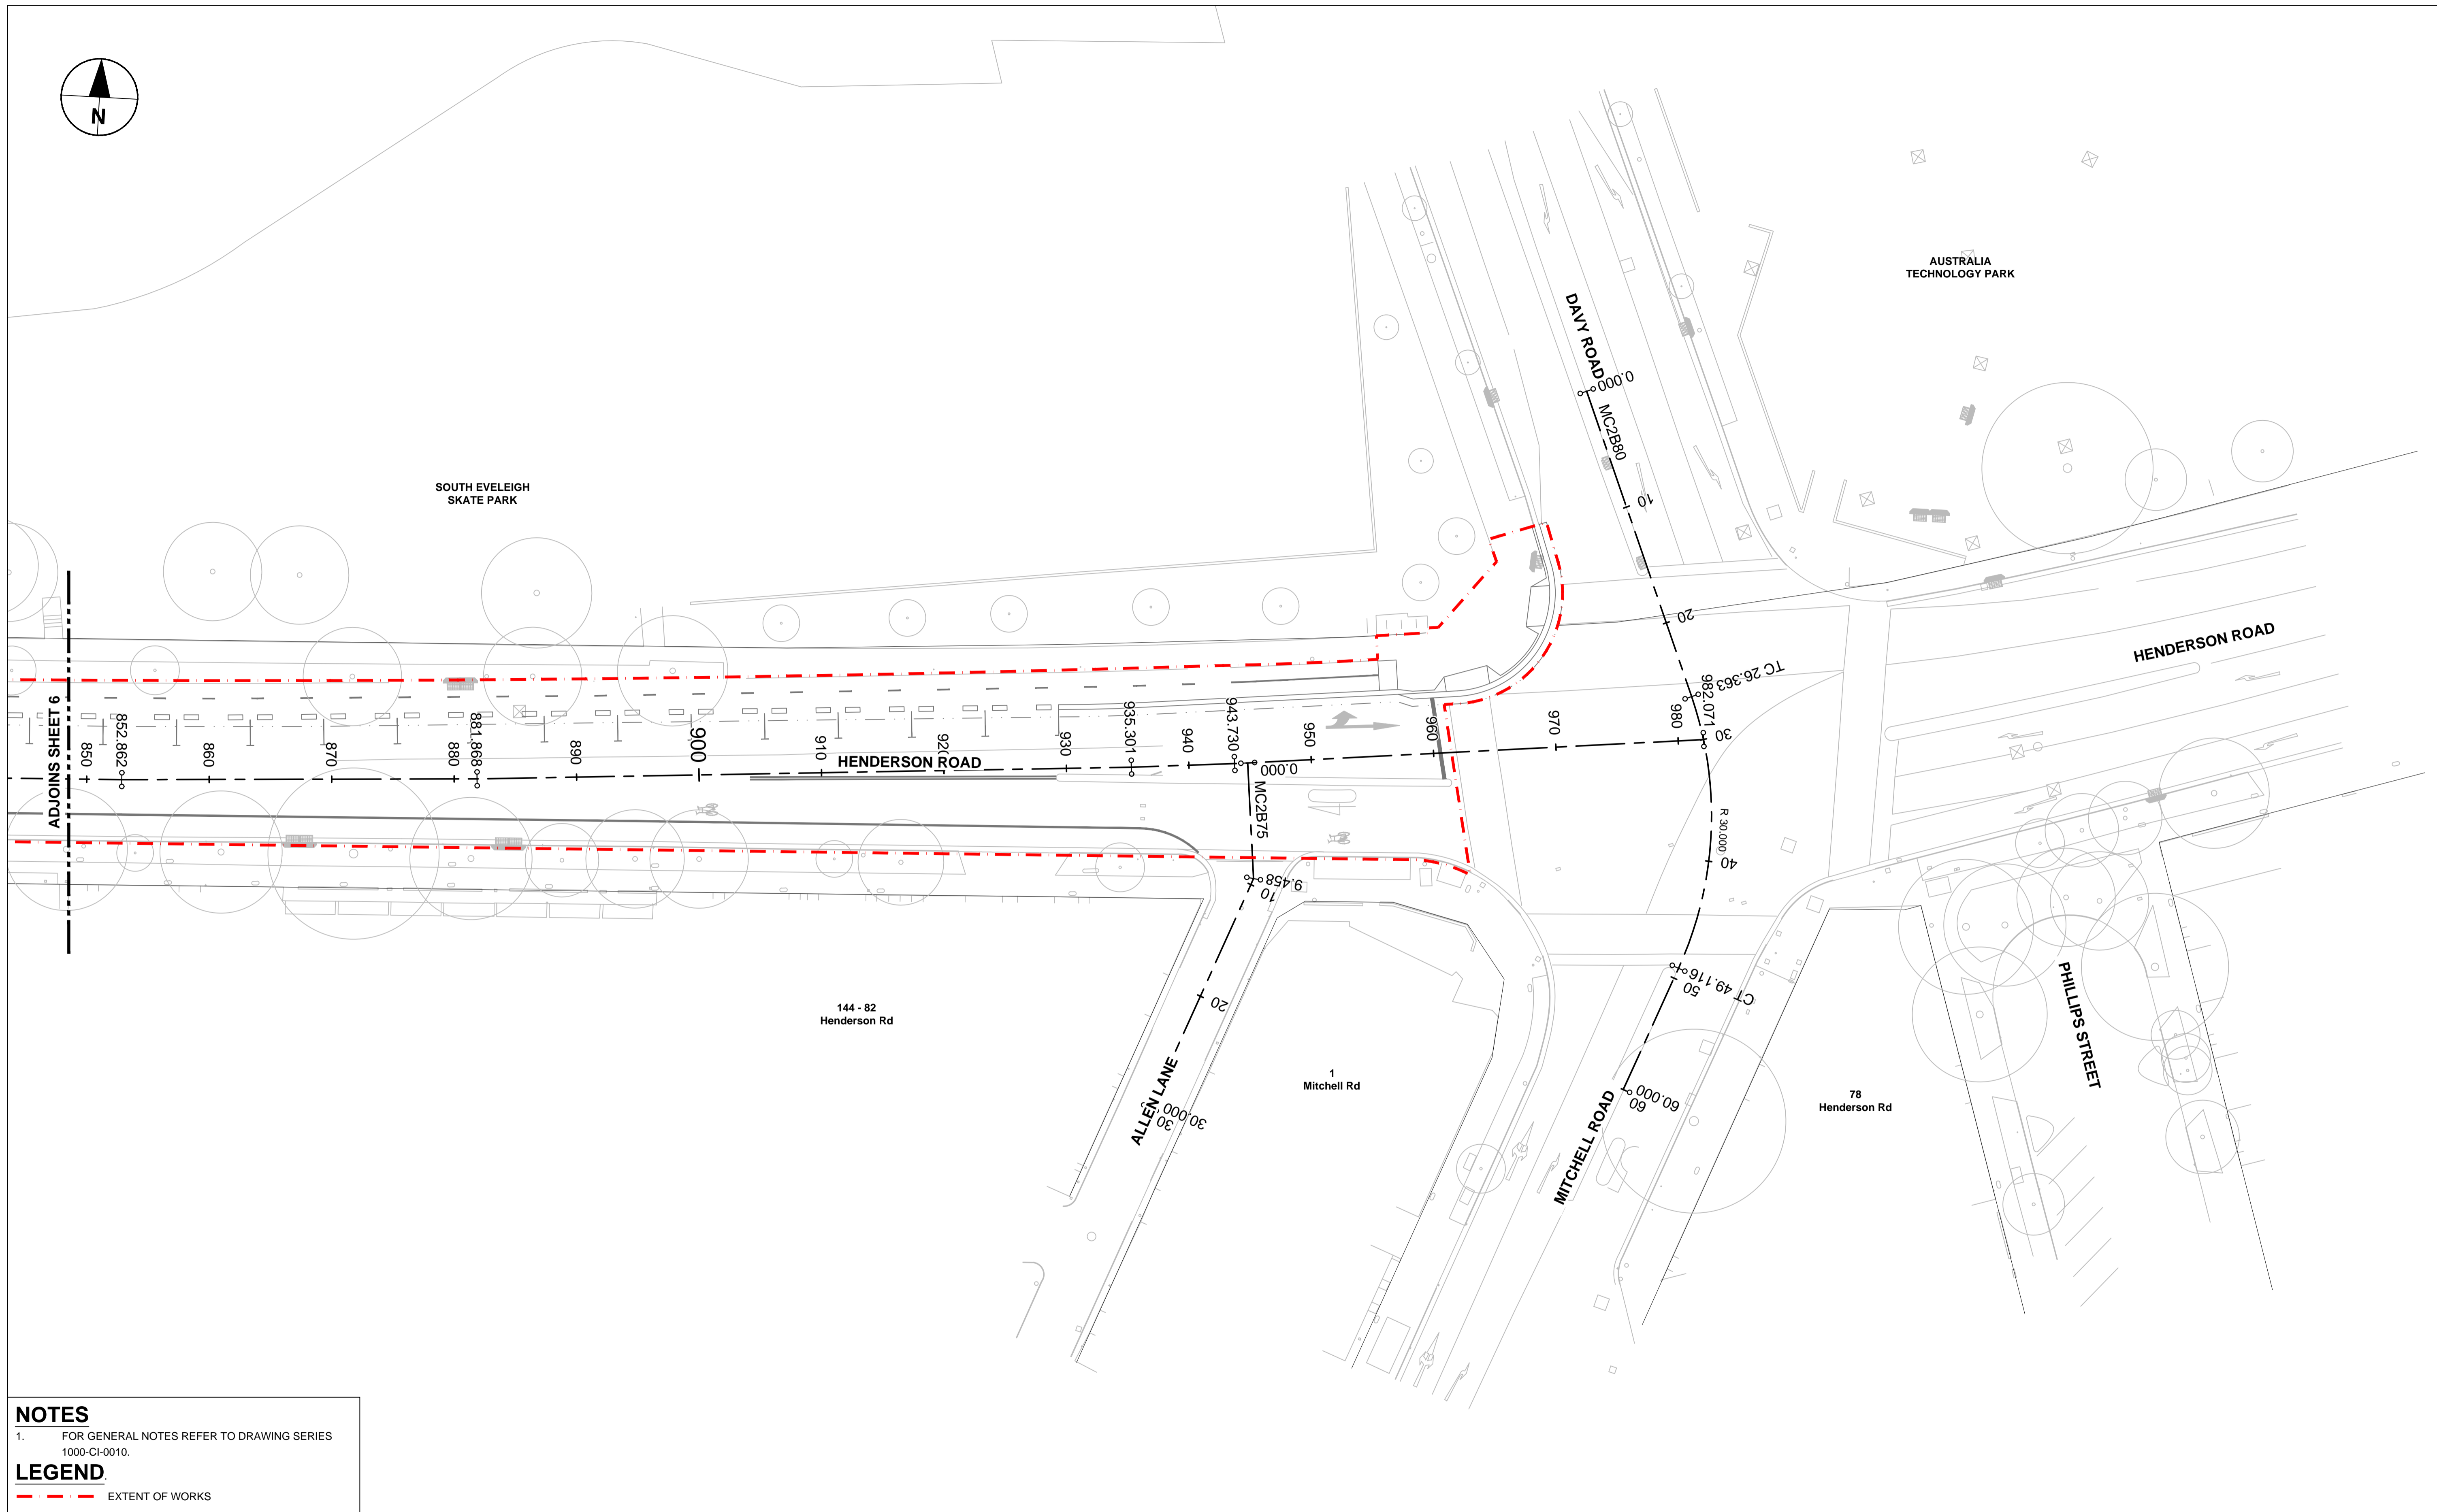 N
AUSTRALIA
TECHNOLOGY PARK
DAVY ROAD
0.000
MC2B80
10
SOUTH EVELEIGH
SKATE PARK
20
HENDERSON ROAD
TC 26.363
982.071
30
ADJOINS SHEET 6
850
852.862
860
870
880
881.868
890
900
910
920
930
935.301
940
943.730
950
960
970
980
HENDERSON ROAD
0.000
MC2B75
R 30.000
40
9.458
10
CT 49.116
50
20
144 - 82
Henderson Rd
PHILLIPS STREET
ALLEN LANE
30.000
30
1
Mitchell Rd
60.000
60
MITCHELL ROAD
78
Henderson Rd
NOTES
1. FOR GENERAL NOTES REFER TO DRAWING SERIES
1000-CI-0010.
LEGEND.
EXTENT OF WORKS